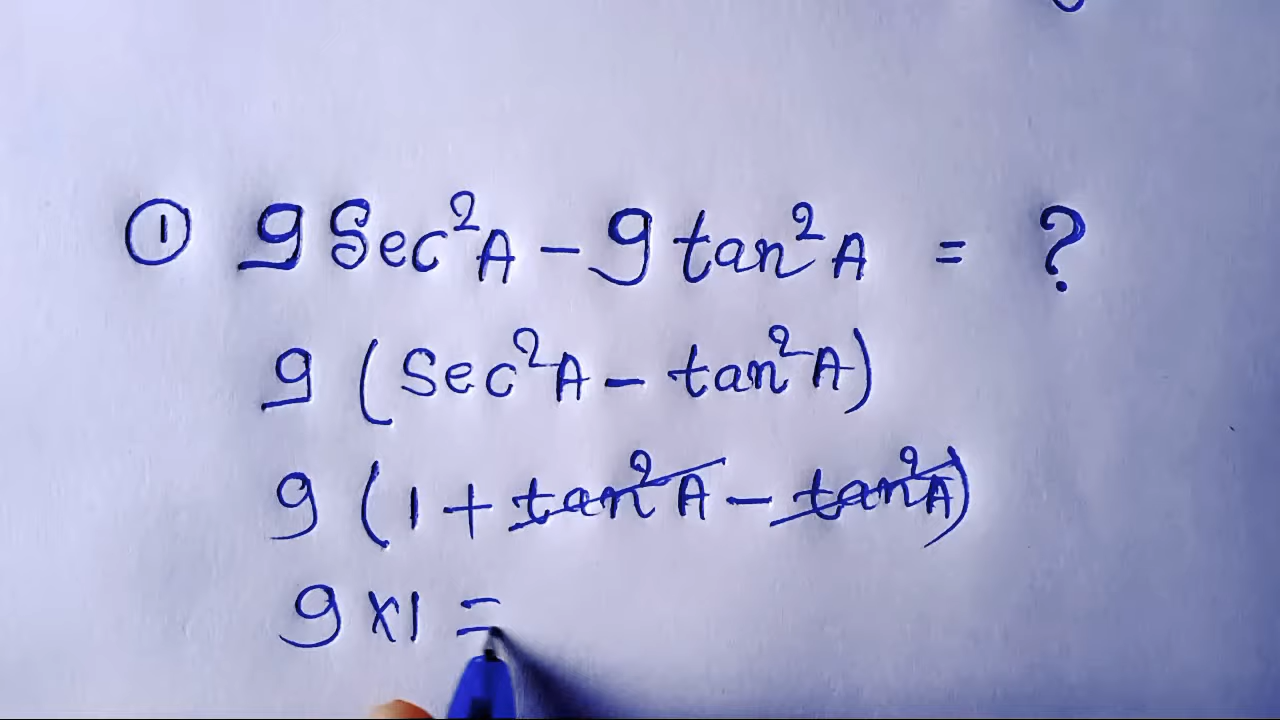 ① 9 Sec²A - 9 tan²A = ?
9 (Sec²A - tan²A)
9 (1 + tan²A - tan²A)
9 × 1 =